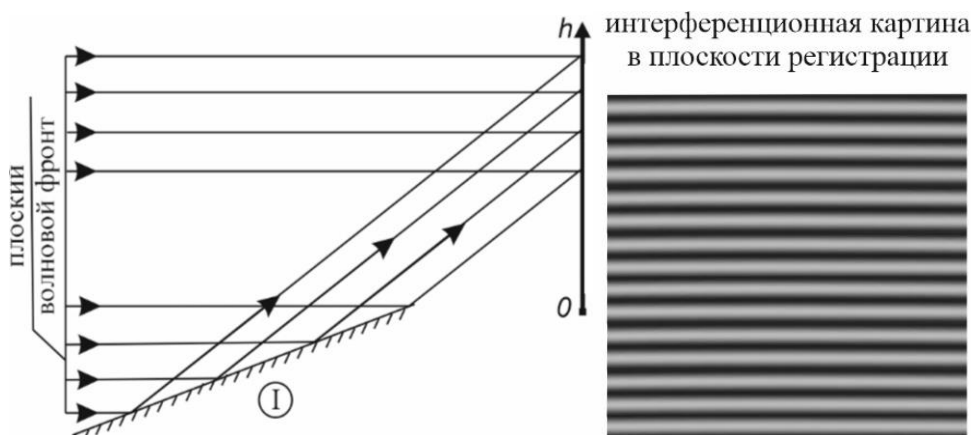 h
интерференционная картина
в плоскости регистрации
плоский
волновой фронт
0
I